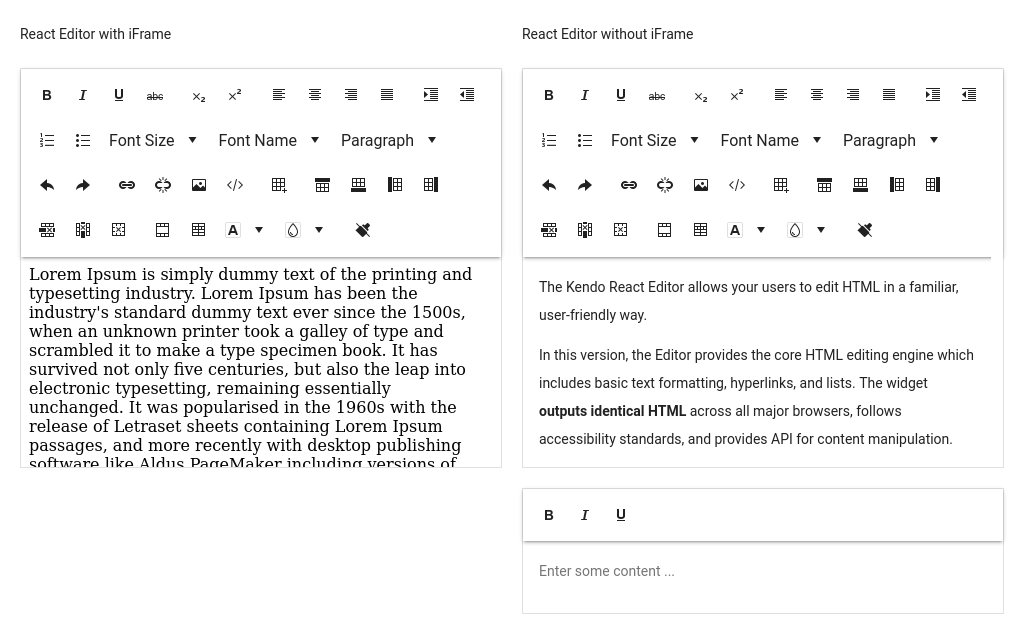 React Editor with iFrame
React Editor without iFrame
B I U abc ×₂ ×²
Font Size Font Name Paragraph
A
Lorem Ipsum is simply dummy text of the printing and
typesetting industry. Lorem Ipsum has been the
industry's standard dummy text ever since the 1500s,
when an unknown printer took a galley of type and
scrambled it to make a type specimen book. It has
survived not only five centuries, but also the leap into
electronic typesetting, remaining essentially
unchanged. It was popularised in the 1960s with the
release of Letraset sheets containing Lorem Ipsum
passages, and more recently with desktop publishing
software like Aldus PageMaker including versions of
B I U abc ×₂ ×²
Font Size Font Name Paragraph
A
The Kendo React Editor allows your users to edit HTML in a familiar,
user-friendly way.
In this version, the Editor provides the core HTML editing engine which
includes basic text formatting, hyperlinks, and lists. The widget
outputs identical HTML across all major browsers, follows
accessibility standards, and provides API for content manipulation.
B I U
Enter some content ...